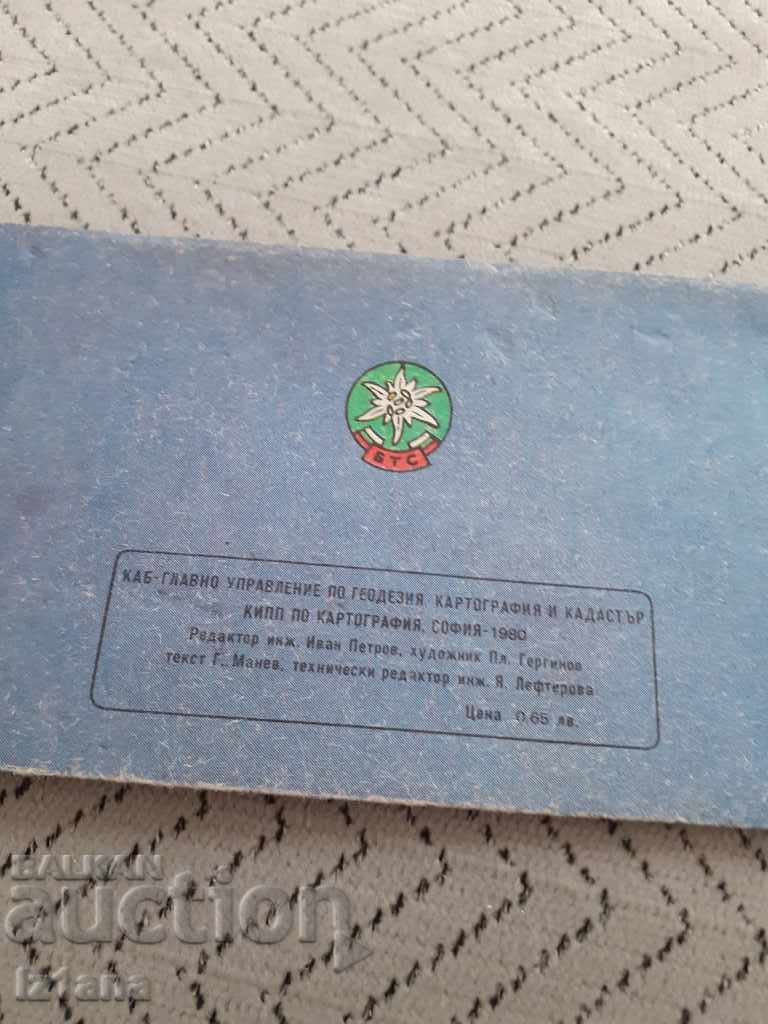 БТС
КАБ-ГЛАВНО УПРАВЛЕНИЕ ПО ГЕОДЕЗИЯ КАРТОГРАФИЯ И КАДАСТЪР
КИПП ПО КАРТОГРАФИЯ, СОФИЯ-1980
Редактор инж. Иван Петров, художник Пл. Гергинов
текст Г. Манев, технически редактор инж. Я. Лефтерова
Цена 0.65 лв.
BALKAN
auction
iz1ana